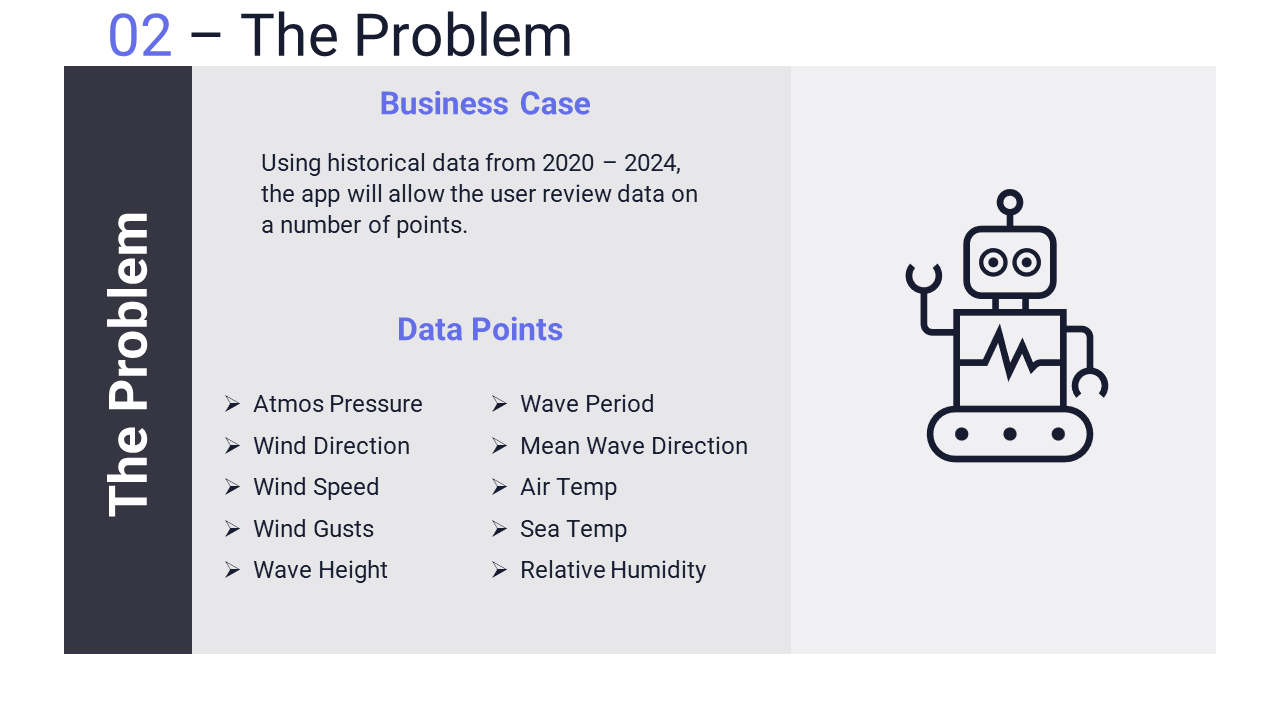 02 – The Problem
The Problem
Business Case
Using historical data from 2020 – 2024,
the app will allow the user review data on
a number of points.
Data Points
➢ Atmos Pressure
➢ Wind Direction
➢ Wind Speed
➢ Wind Gusts
➢ Wave Height
➢ Wave Period
➢ Mean Wave Direction
➢ Air Temp
➢ Sea Temp
➢ Relative Humidity